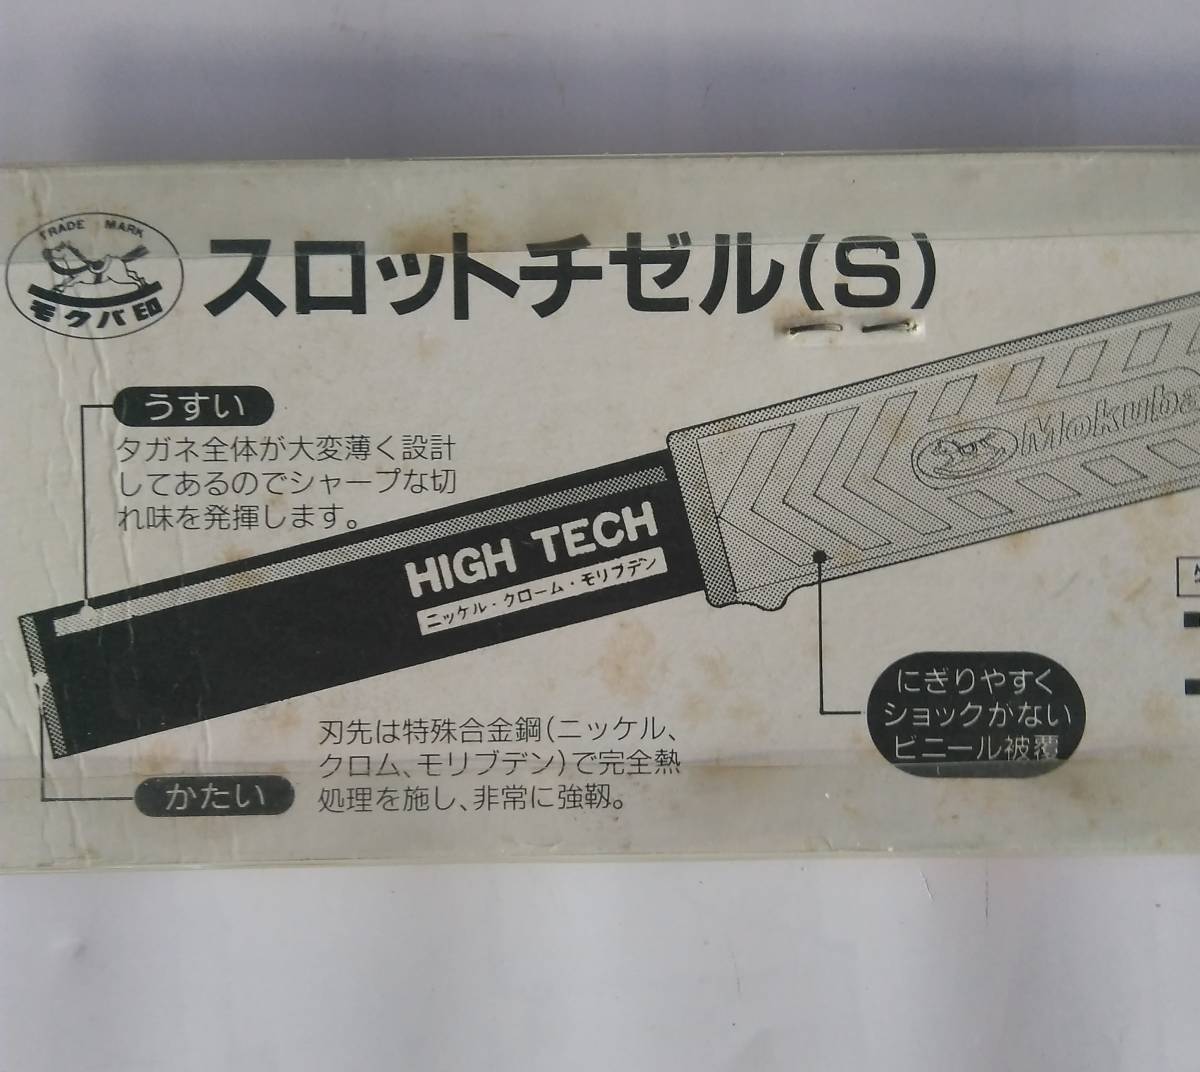 TRADE MARK
モクバ印
スロットチゼル(S)
うすい
タガネ全体が大変薄く設計
してあるのでシャープな切
れ味を発揮します。
Mokuba
HIGH TECH
ニッケル・クローム・モリブデン
にぎりやすく
ショックがない
ビニール被覆
刃先は特殊合金鋼(ニッケル、
クロム、モリブデン)で完全熱
処理を施し、非常に強靱。
かたい